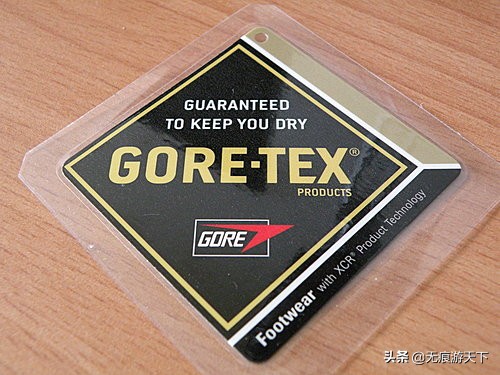 GUARANTEED
TO KEEP YOU DRY
GORE-TEX®
PRODUCTS
GORE
Footwear with XCR® Product Technology
头条 @无痕游天下